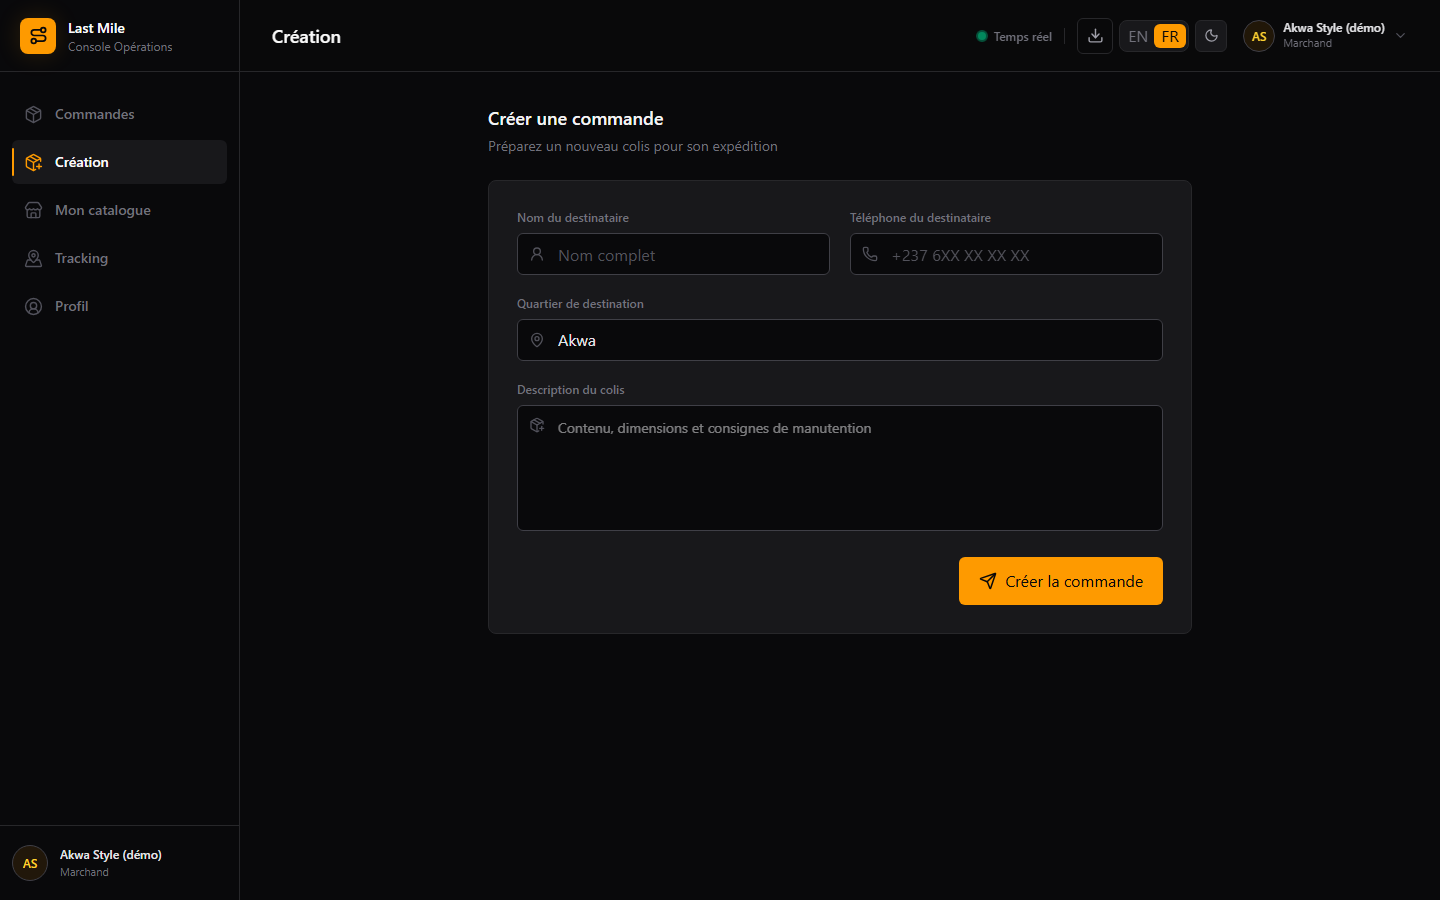 Last Mile
Console Opérations
Création
Temps réel
EN FR
AS
Akwa Style (démo)
Marchand
Commandes
Création
Mon catalogue
Tracking
Profil
Créer une commande
Préparez un nouveau colis pour son expédition
Nom du destinataire
Téléphone du destinataire
Nom complet
+237 6XX XX XX XX
Quartier de destination
Akwa
Description du colis
Contenu, dimensions et consignes de manutention
Créer la commande
AS
Akwa Style (démo)
Marchand